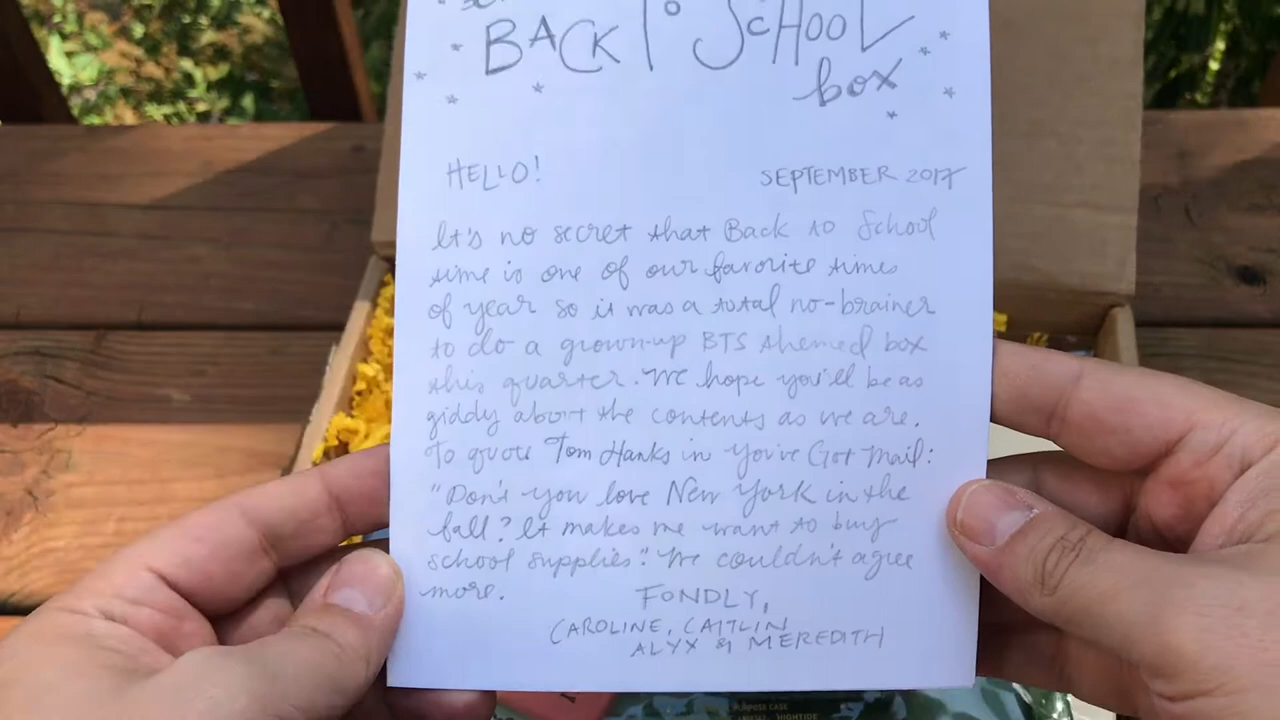 BACK To SCHOOL
box
HELLO!
SEPTEMBER 2017
It's no secret that Back to School
time is one of our favorite times
of year so it was a total no-brainer
to do a grown-up BTS themed box
this quarter. We hope you'll be as
giddy about the contents as we are.
To quote Tom Hanks in You've Got Mail:
"Don't you love New York in the
fall? It makes me want to buy
school supplies." We couldn't agree
more.
FONDLY,
CAROLINE, CAITLIN
ALYX & MEREDITH
PURPOSE CASE
HIGHTIDE